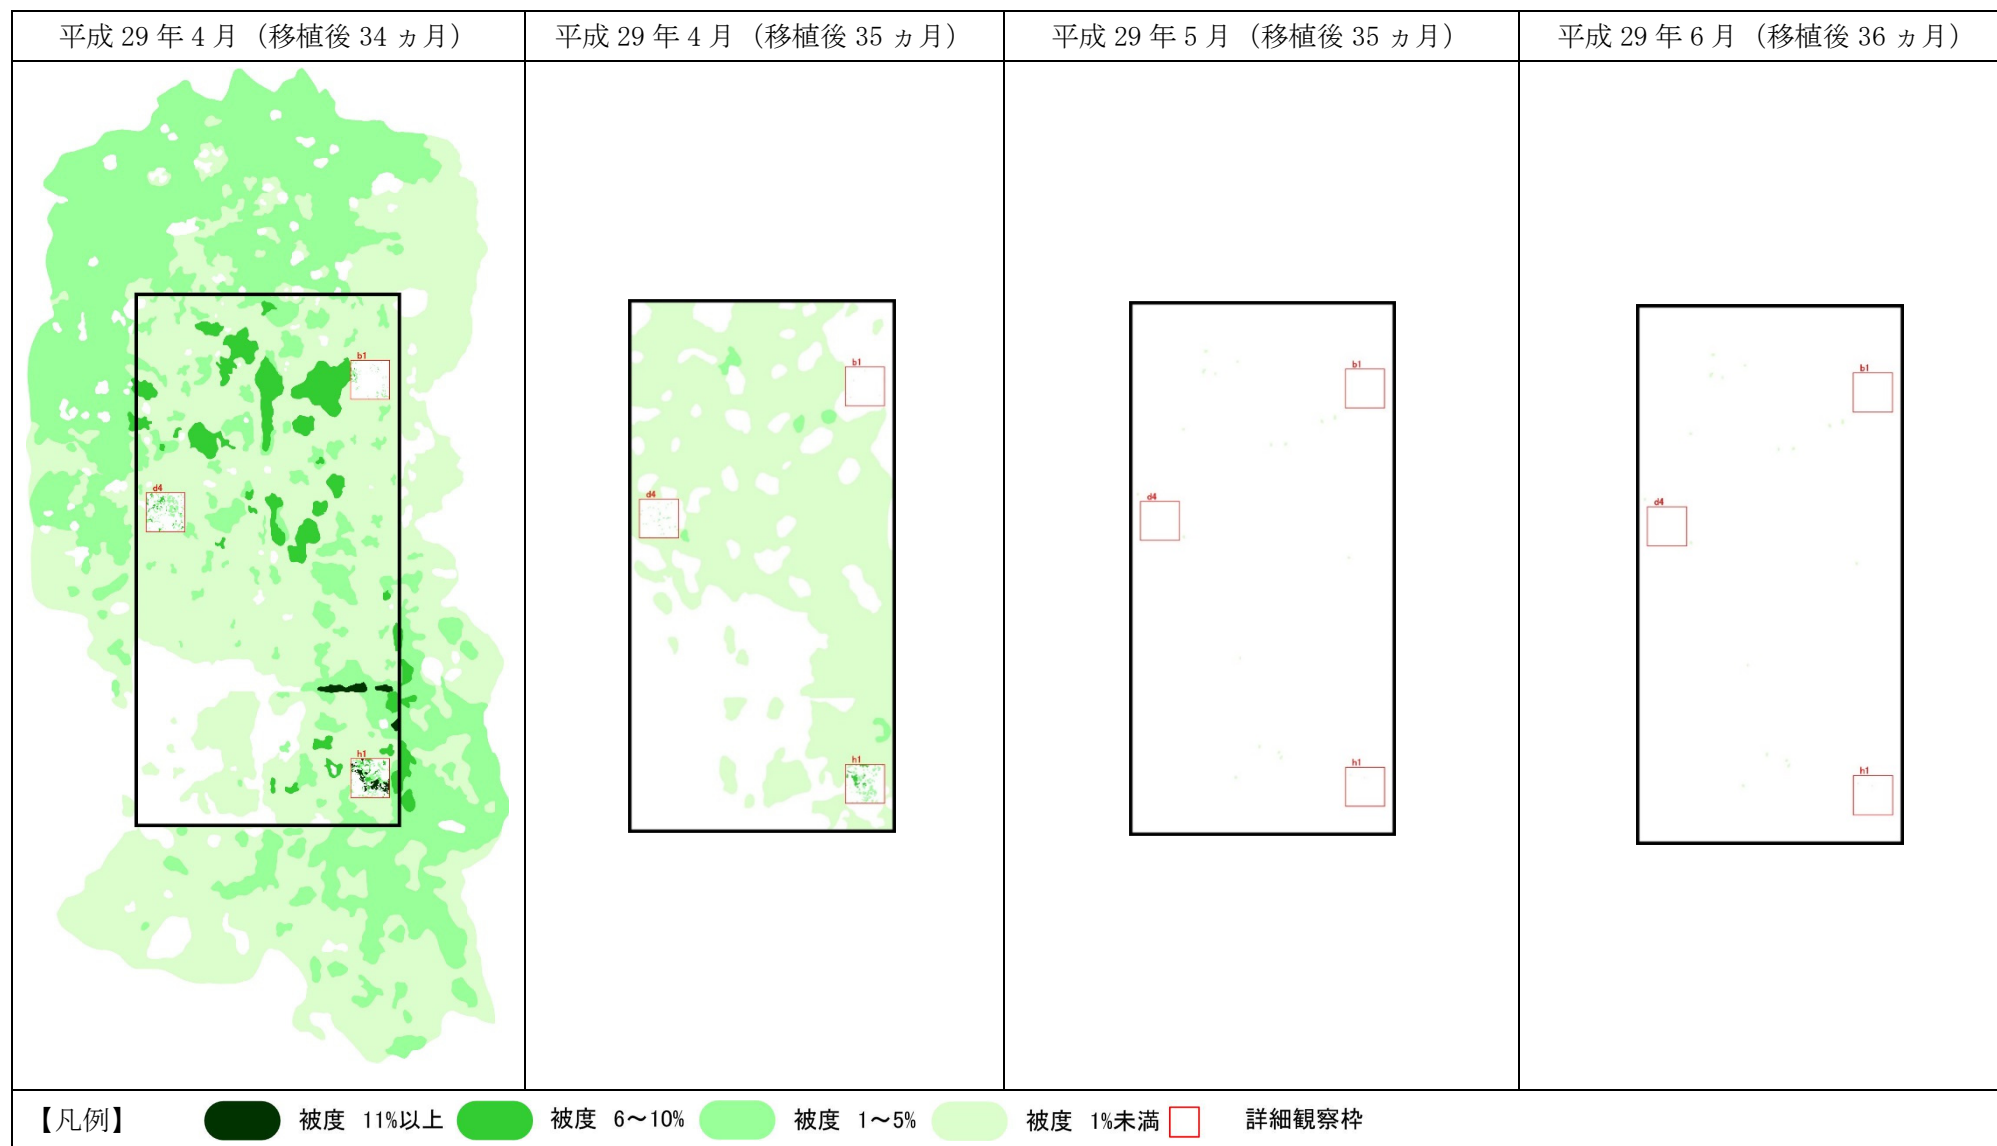 平成 29 年 4 月（移植後 34 ヵ月）
平成 29 年 4 月（移植後 35 ヵ月）
平成 29 年 5 月（移植後 35 ヵ月）
平成 29 年 6 月（移植後 36 ヵ月）
b1
d4
h1
b1
d4
h1
b1
d4
h1
b1
d4
h1
【凡例】 被度 11%以上 被度 6～10% 被度 1～5% 被度 1%未満 詳細観察枠